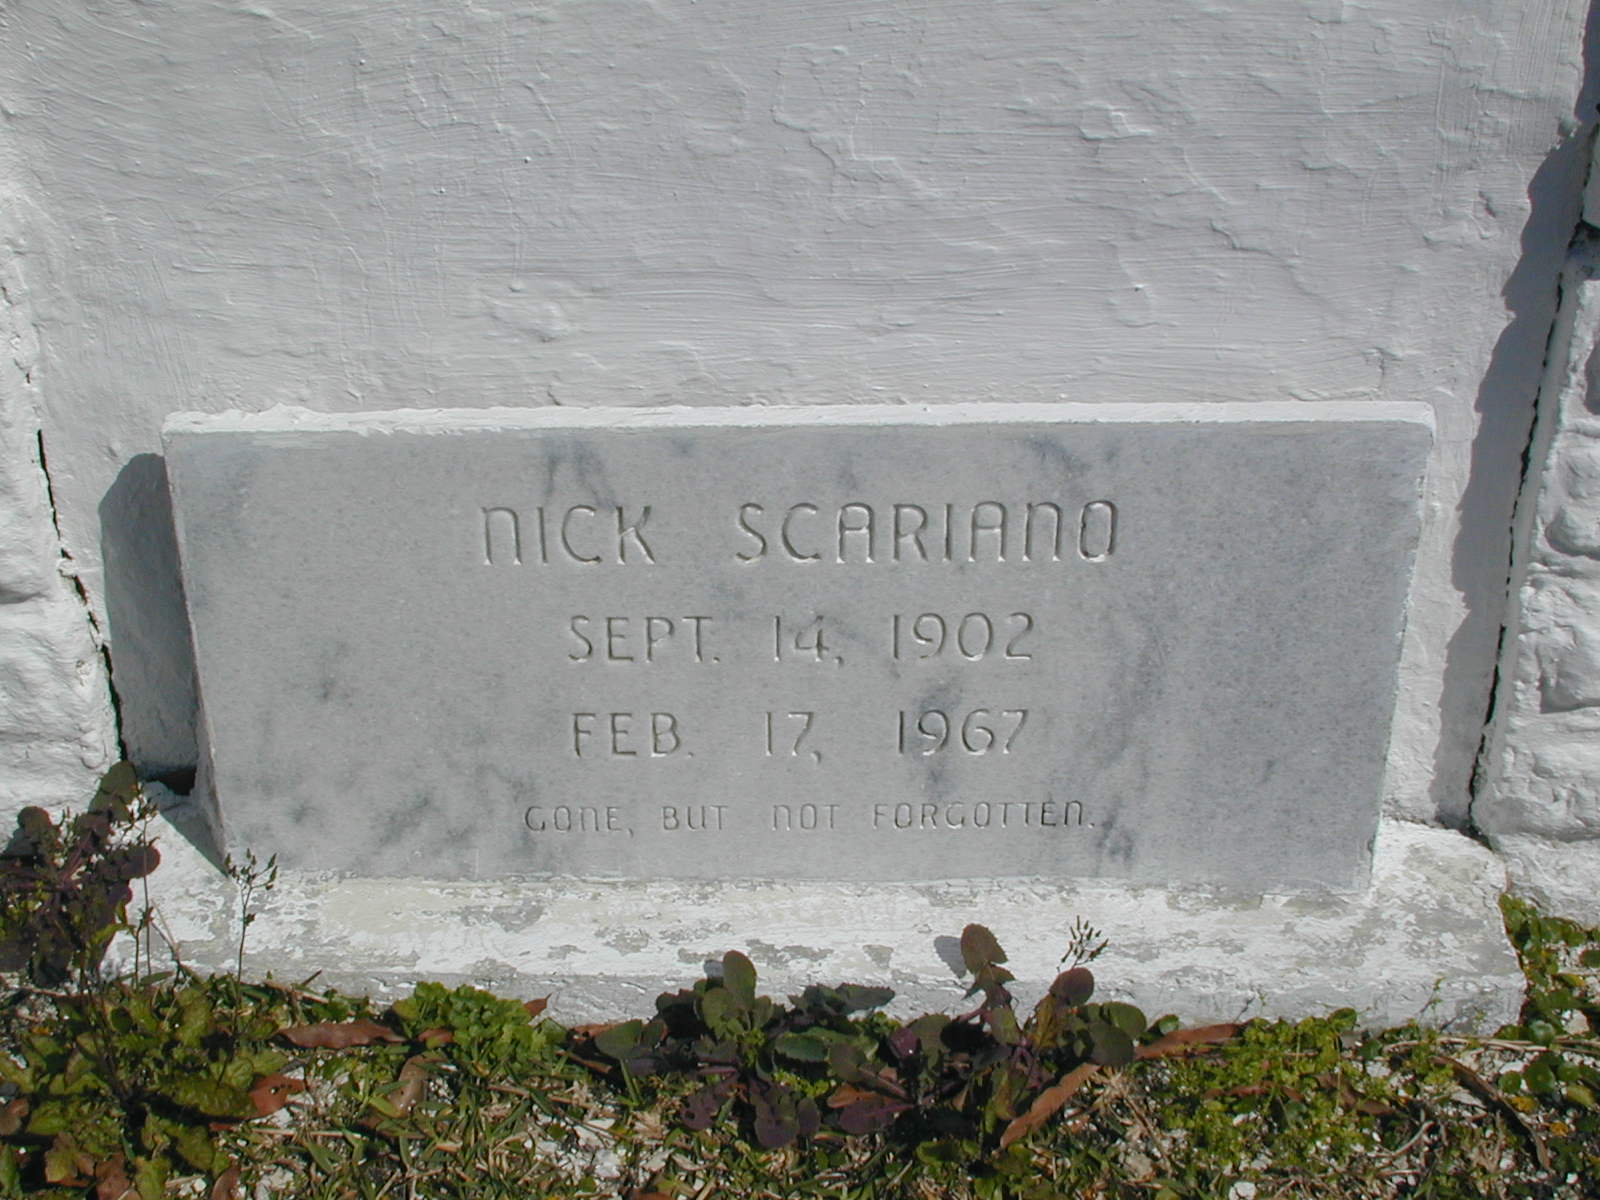 NICK SCARIANO
SEPT. 14, 1902
FEB. 17, 1967
GONE, BUT NOT FORGOTTEN.